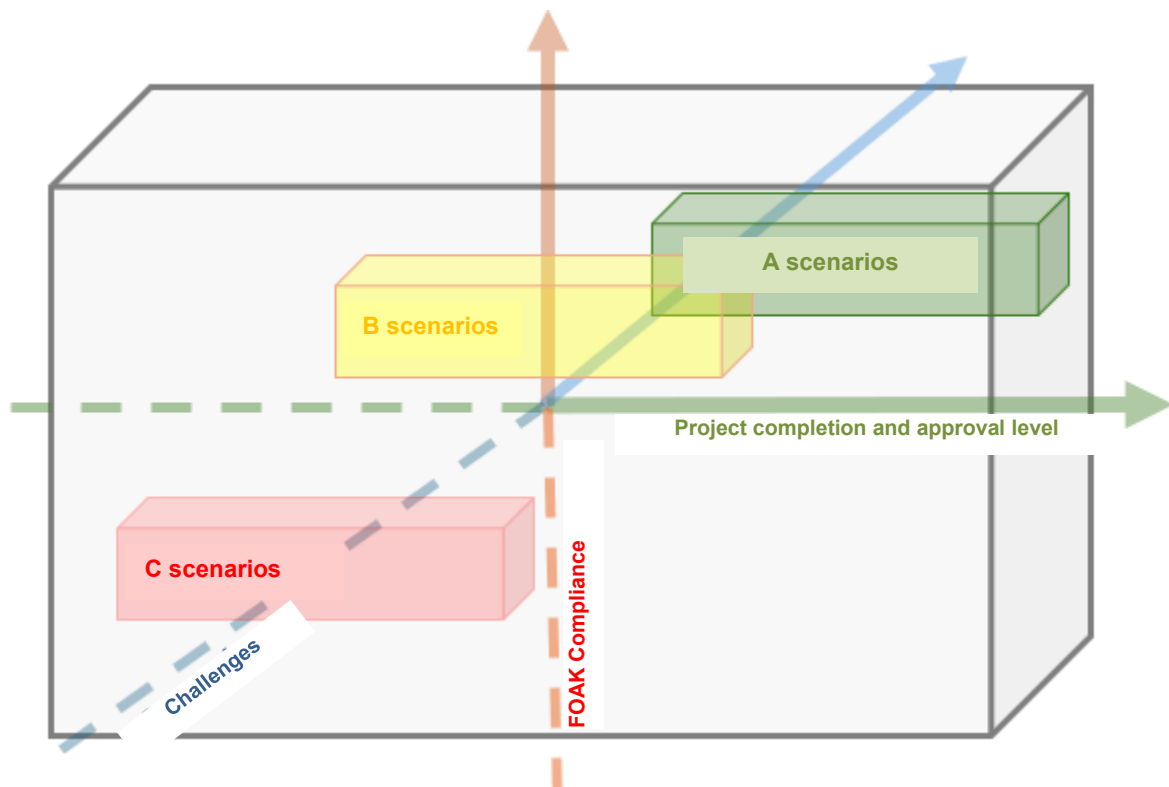 A scenarios
B scenarios
Project completion and approval level
C scenarios
FOAK Compliance
Challenges